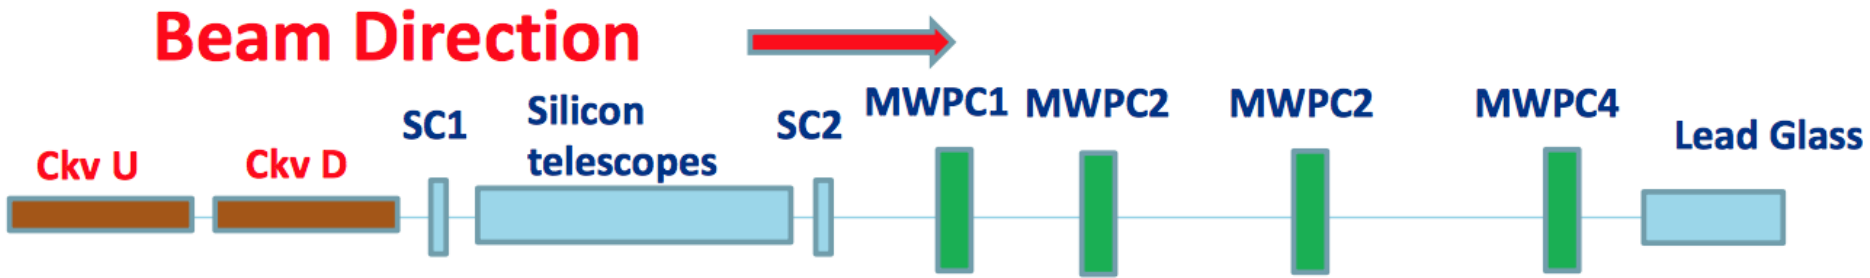 Beam Direction
Ckv U
Ckv D
SC1
Silicon
telescopes
SC2
MWPC1
MWPC2
MWPC2
MWPC4
Lead Glass